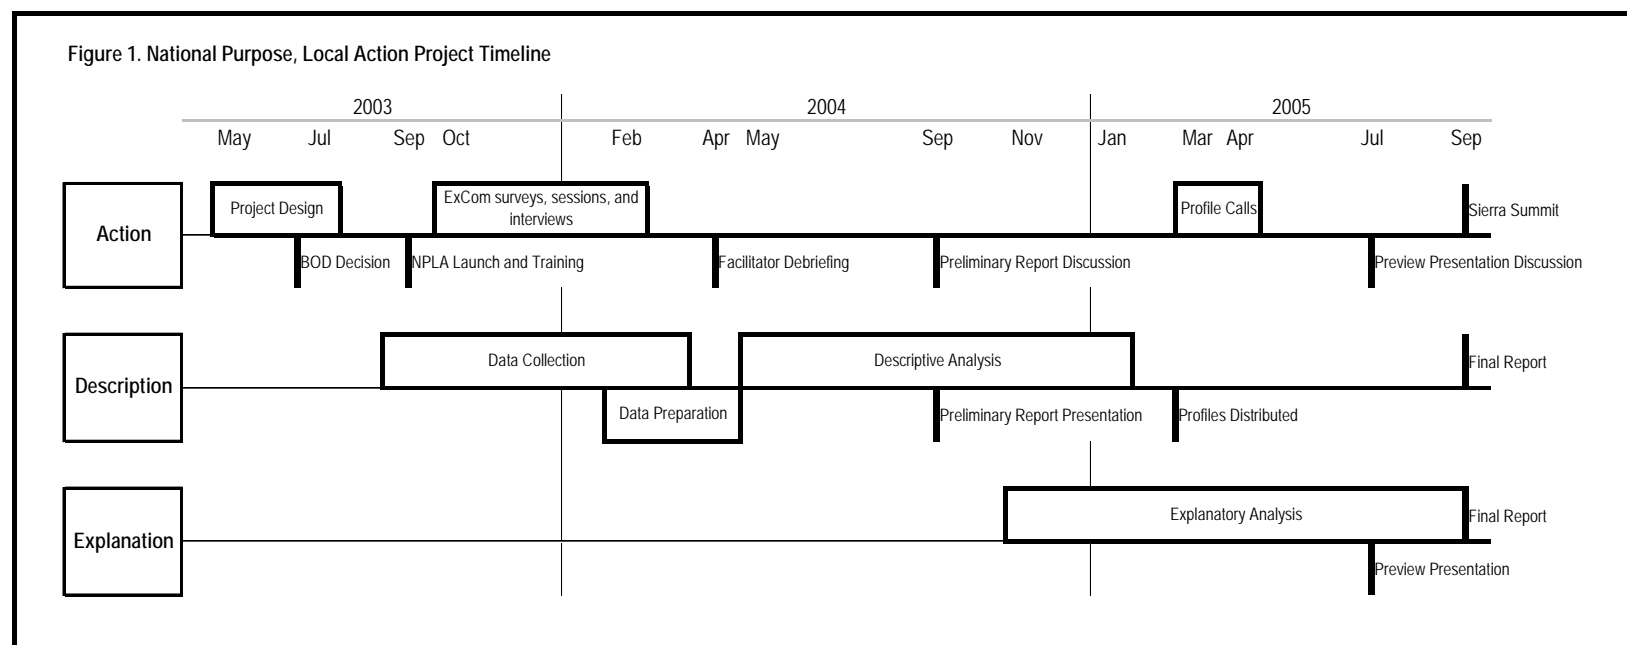 Figure 1. National Purpose, Local Action Project Timeline
2003 2004 2005
May Jul Sep Oct Feb Apr May Sep Nov Jan Mar Apr Jul Sep
Action
Project Design
ExCom surveys, sessions, and
interviews
Profile Calls
Sierra Summit
BOD Decision
NPLA Launch and Training
Facilitator Debriefing
Preliminary Report Discussion
Preview Presentation Discussion
Description
Data Collection
Descriptive Analysis
Final Report
Data Preparation
Preliminary Report Presentation
Profiles Distributed
Explanation
Explanatory Analysis
Final Report
Preview Presentation